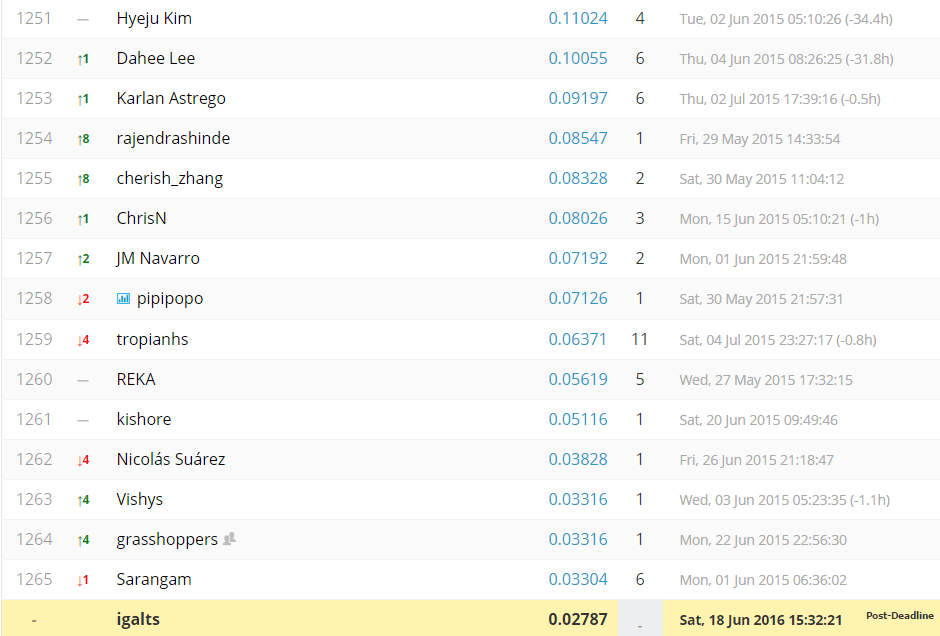 1251 — Hyeju Kim 0.11024 4 Tue, 02 Jun 2015 05:10:26 (-34.4h)
1252 ↑1 Dahee Lee 0.10055 6 Thu, 04 Jun 2015 08:26:25 (-31.8h)
1253 ↑1 Karlan Astrego 0.09197 6 Thu, 02 Jul 2015 17:39:16 (-0.5h)
1254 ↑8 rajendrashinde 0.08547 1 Fri, 29 May 2015 14:33:54
1255 ↑8 cherish_zhang 0.08328 2 Sat, 30 May 2015 11:04:12
1256 ↑1 ChrisN 0.08026 3 Mon, 15 Jun 2015 05:10:21 (-1h)
1257 ↑2 JM Navarro 0.07192 2 Mon, 01 Jun 2015 21:59:48
1258 ↓2 pipipopo 0.07126 1 Sat, 30 May 2015 21:57:31
1259 ↓4 tropianhs 0.06371 11 Sat, 04 Jul 2015 23:27:17 (-0.8h)
1260 — REKA 0.05619 5 Wed, 27 May 2015 17:32:15
1261 — kishore 0.05116 1 Sat, 20 Jun 2015 09:49:46
1262 ↓4 Nicolás Suárez 0.03828 1 Fri, 26 Jun 2015 21:18:47
1263 ↑4 Vishys 0.03316 1 Wed, 03 Jun 2015 05:23:35 (-1.1h)
1264 ↑4 grasshoppers 0.03316 1 Mon, 22 Jun 2015 22:56:30
1265 ↓1 Sarangam 0.03304 6 Mon, 01 Jun 2015 06:36:02
- igalts 0.02787 - Sat, 18 Jun 2016 15:32:21 Post-Deadline